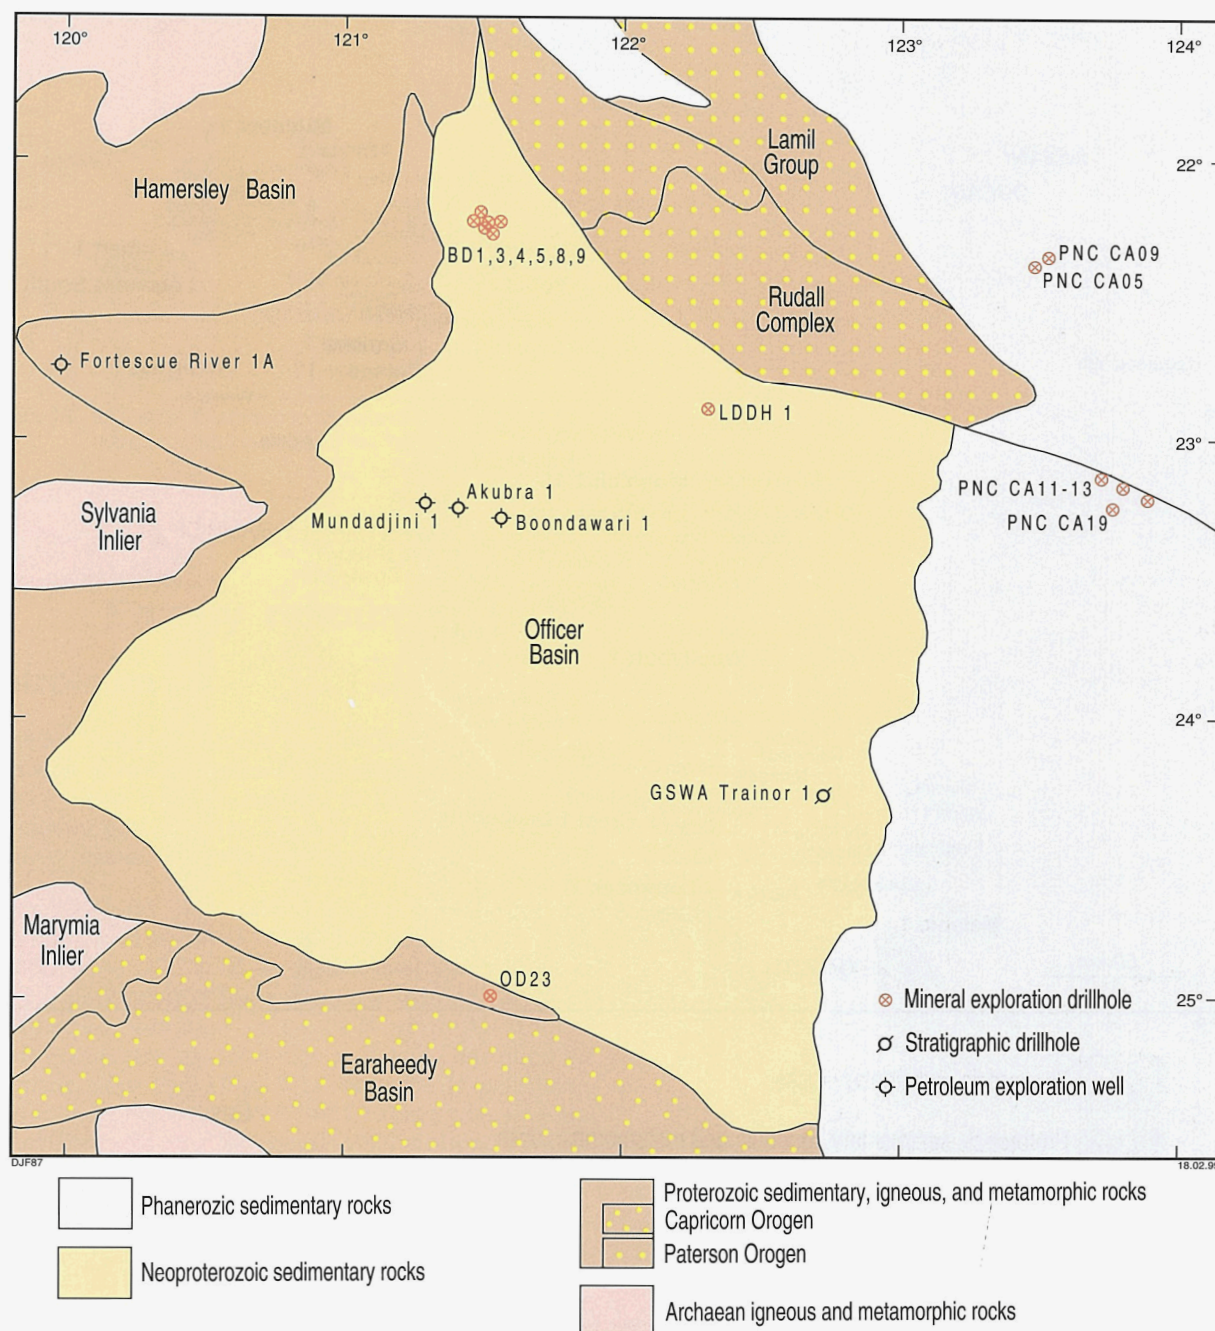 120°
121°
122°
123°
124°
Lamil
Group
22°
Hamersley Basin
BD1,3,4,5,8,9
PNC CA09
PNC CA05
Rudall
Complex
Fortescue River 1A
LDDH 1
23°
Akubra 1
PNC CA11-13
Sylvania
Inlier
Mundadjini 1
Boondawari 1
PNC CA19
Officer
Basin
24°
GSWA Trainor 1
Marymia
Inlier
OD23
Mineral exploration drillhole
25°
Stratigraphic drillhole
Earaheedy
Basin
Petroleum exploration well
DJF87
Phanerozoic sedimentary rocks
Proterozoic sedimentary, igneous, and metamorphic rocks
Capricorn Orogen
Paterson Orogen
Neoproterozoic sedimentary rocks
Archaean igneous and metamorphic rocks